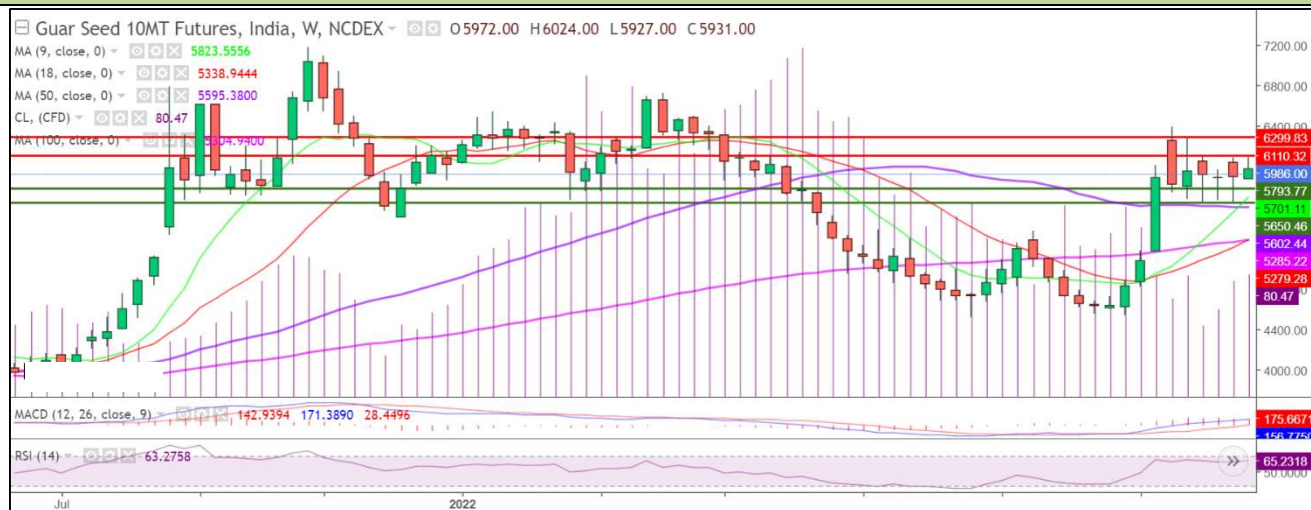 Guar Seed 10MT Futures, India, W, NCDEX O5972.00 H6024.00 L5927.00 C5931.00
MA (9, close, 0) 5823.5556
MA (18, close, 0) 5338.9444
MA (50, close, 0) 5595.3800
CL, (CFD) 80.47
MA (100, close, 0) 5304.9400
7200.00
6800.00
6400.00
6299.83
6110.32
5986.00
5793.77
5701.11
5650.46
5602.44
5285.22
5279.28
80.47
4400.00
4000.00
MACD (12, 26, close, 9) 142.9394 171.3890 28.4496
175.6671
156.7750
RSI (14) 63.2758
65.2318
50.0000
Jul 2022